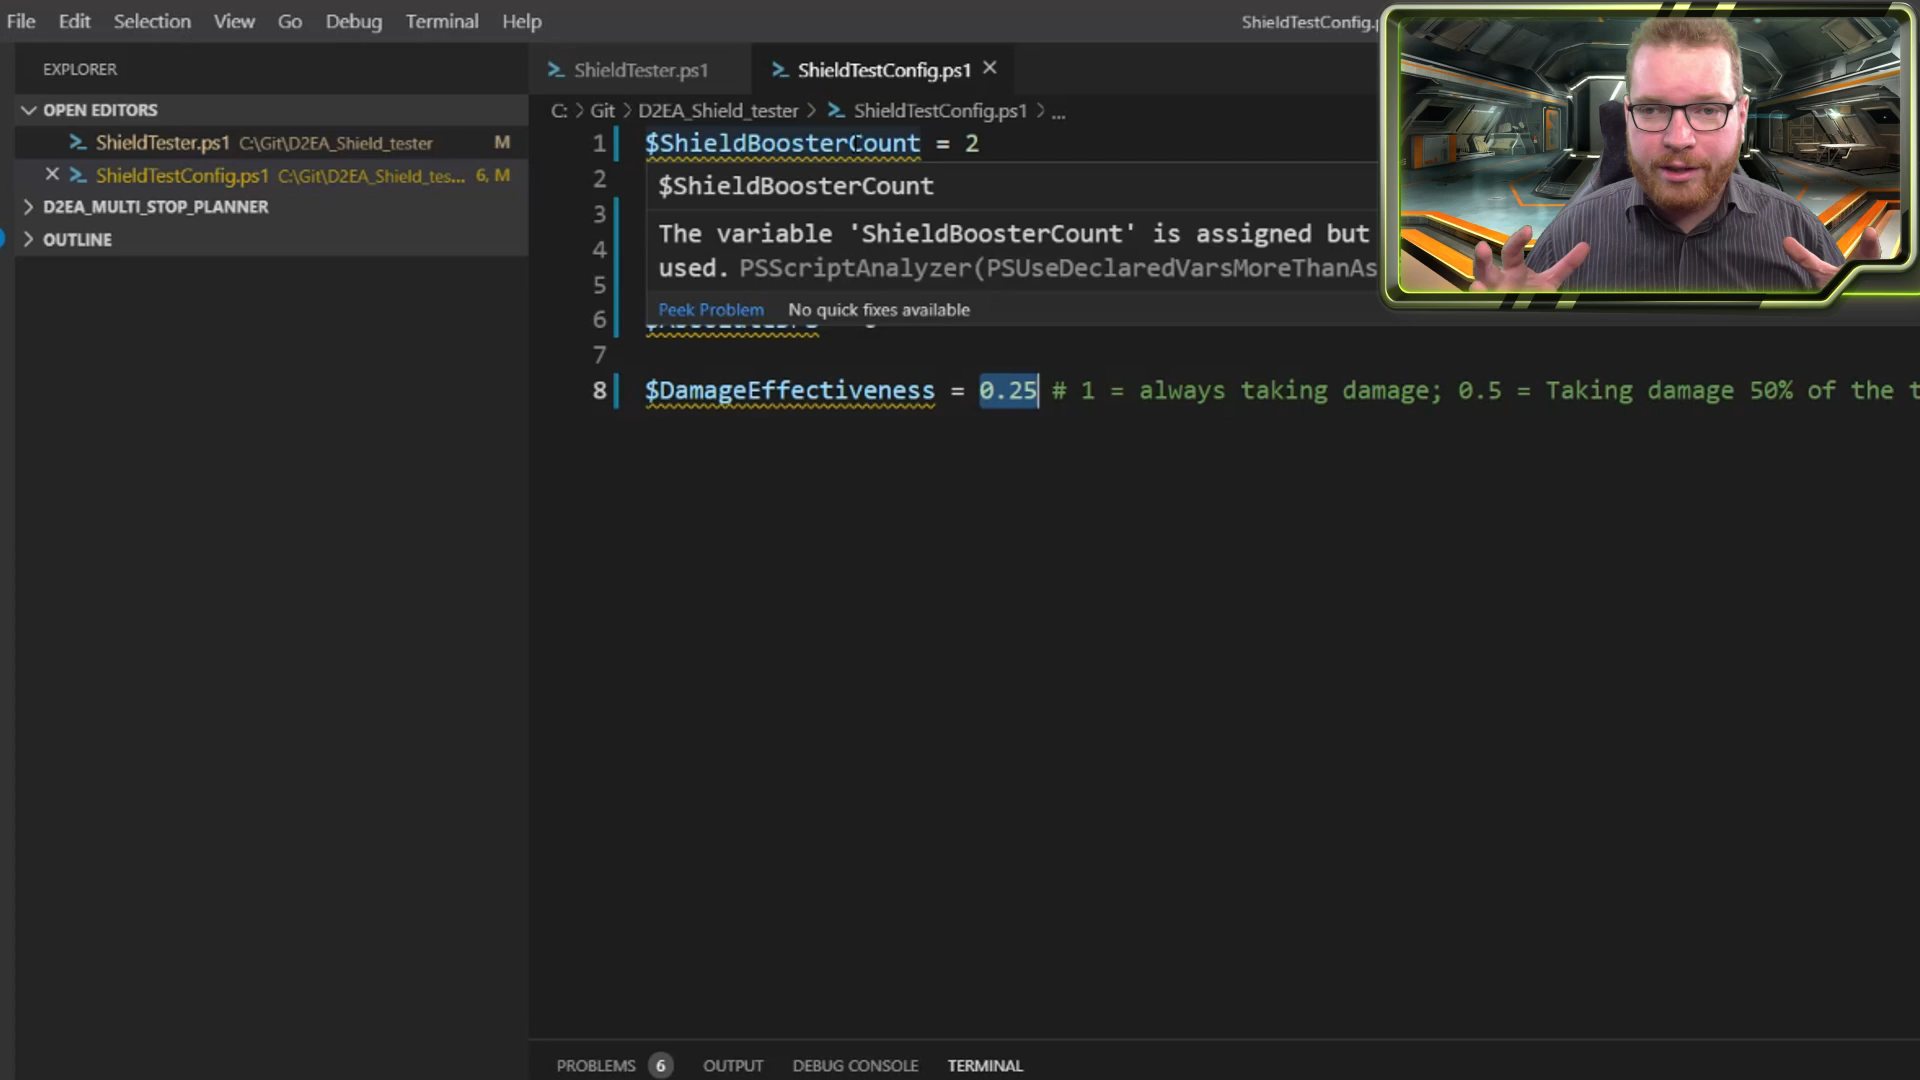 File Edit Selection View Go Debug Terminal Help
ShieldTestConfig.p
EXPLORER
OPEN EDITORS
ShieldTester.ps1 C:\Git\D2EA_Shield_tester M
ShieldTestConfig.ps1 C:\Git\D2EA_Shield_tes... 6, M
D2EA_MULTI_STOP_PLANNER
OUTLINE
ShieldTester.ps1
ShieldTestConfig.ps1
C: > Git > D2EA_Shield_tester > ShieldTestConfig.ps1 > ...
1 $ShieldBoosterCount = 2
2
3
4
5
6
7
8 $DamageEffectiveness = 0.25 # 1 = always taking damage; 0.5 = Taking damage 50% of the t
$ShieldBoosterCount
The variable 'ShieldBoosterCount' is assigned but
used. PSScriptAnalyzer(PSUseDeclaredVarsMoreThanAs
Peek Problem No quick fixes available
PROBLEMS 6 OUTPUT DEBUG CONSOLE TERMINAL